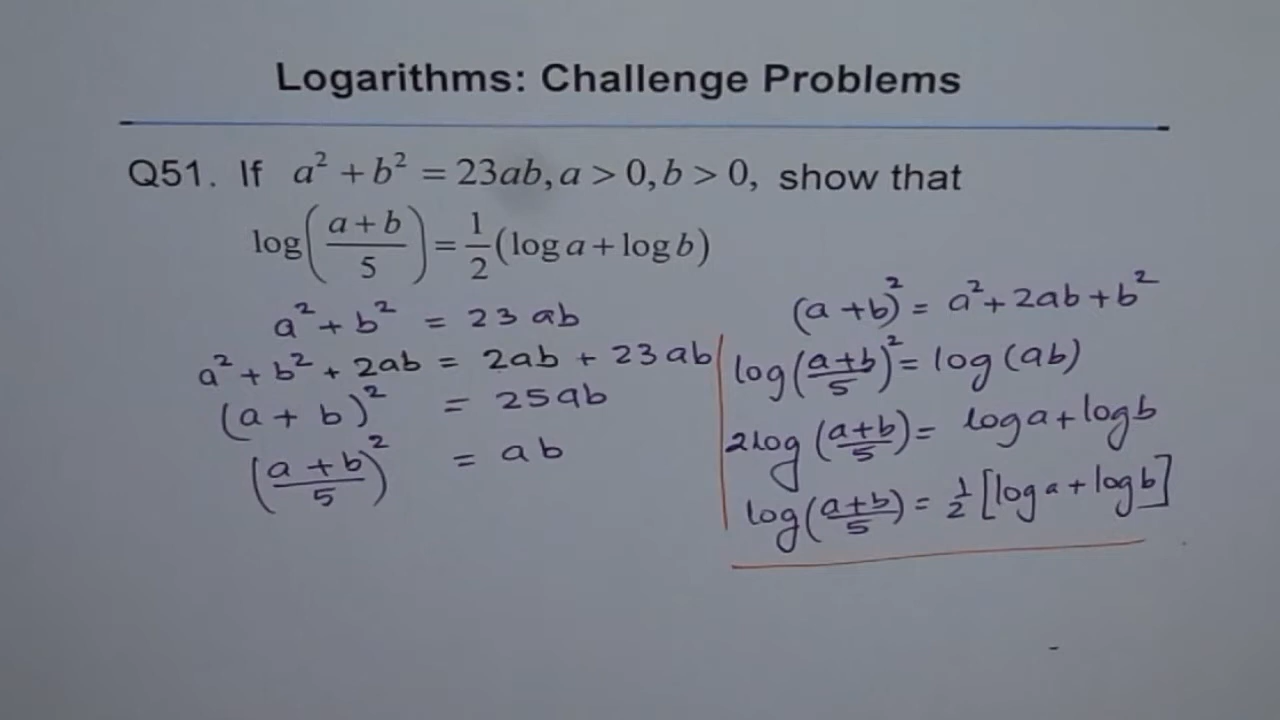 Logarithms: Challenge Problems
Q51. If a² + b² = 23ab, a > 0, b > 0, show that
log((a + b)/5) = 1/2 (log a + log b)
a² + b² = 23 ab
a² + b² + 2ab = 2ab + 23 ab
(a + b)² = 25ab
((a + b)/5)² = ab
(a + b)² = a² + 2ab + b²
log((a+b)/5)² = log(ab)
2log((a+b)/5) = log a + log b
log((a+b)/5) = 1/2 [log a + log b]